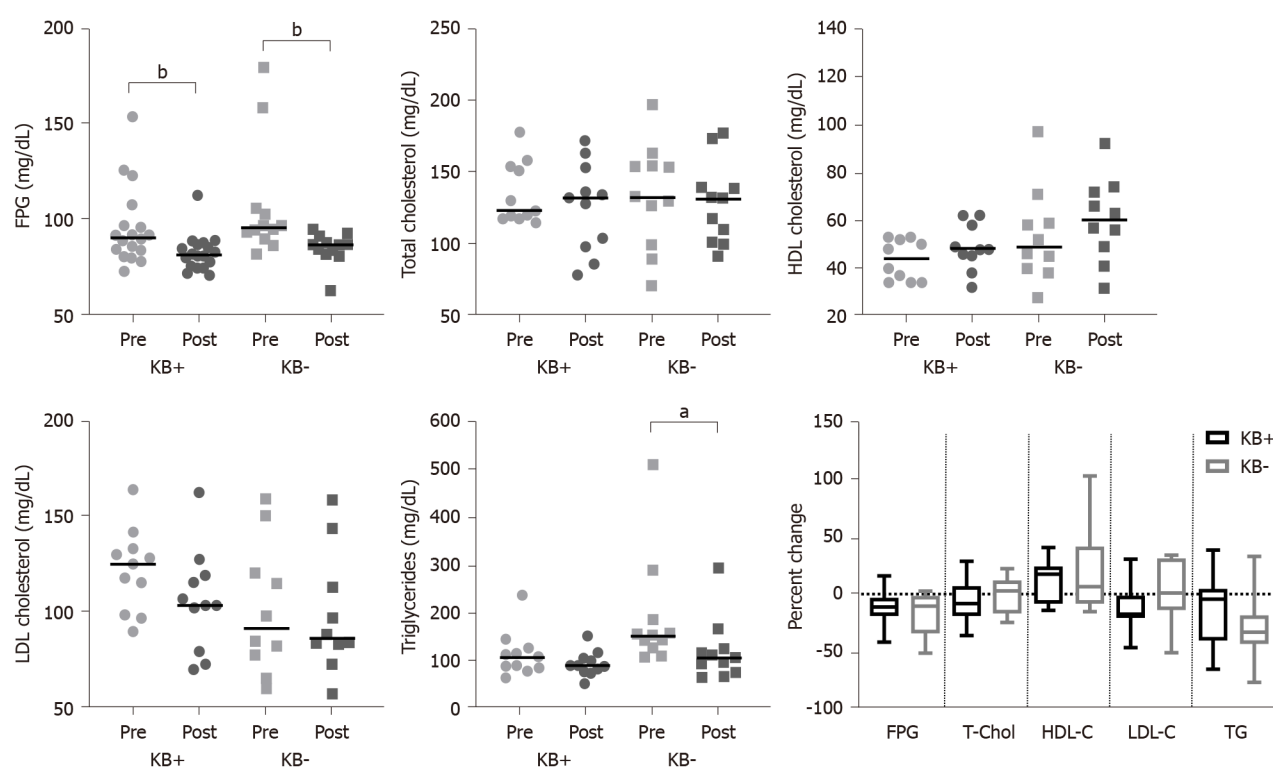 FPG (mg/dL)
200
150
100
50
b
b
Pre Post Pre Post
KB+ KB-
Total cholesterol (mg/dL)
250
200
150
100
50
Pre Post Pre Post
KB+ KB-
HDL cholesterol (mg/dL)
140
120
100
80
60
40
20
Pre Post Pre Post
KB+ KB-
LDL cholesterol (mg/dL)
200
150
100
50
Pre Post Pre Post
KB+ KB-
Triglycerides (mg/dL)
600
500
400
300
200
100
0
a
Pre Post Pre Post
KB+ KB-
Percent change
150
100
50
0
-50
-100
KB+
KB-
FPG T-Chol HDL-C LDL-C TG